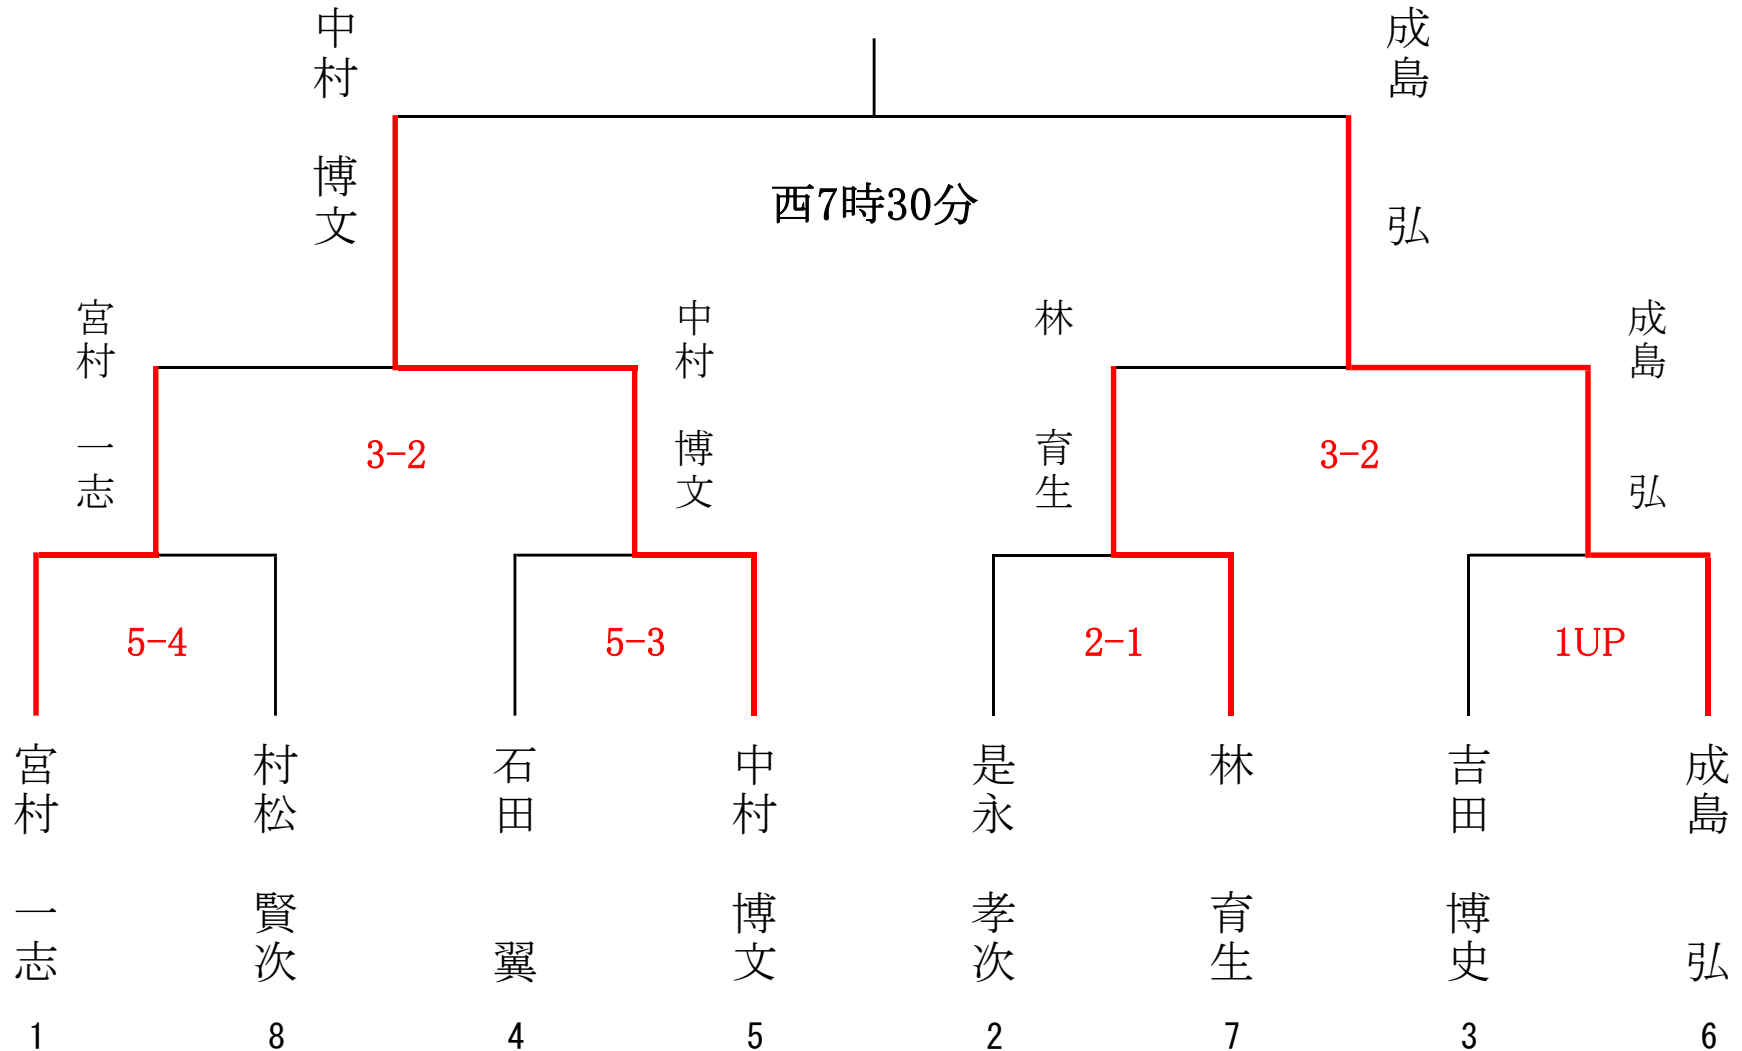 中村 博文
成島 弘
西7時30分
宮村 一志
中村 博文
林 育生
成島 弘
3-2
3-2
5-4
5-3
2-1
1UP
宮村 一志
村松 賢次
石田 翼
中村 博文
是永 孝次
林 育生
吉田 博史
成島 弘
1
8
4
5
2
7
3
6